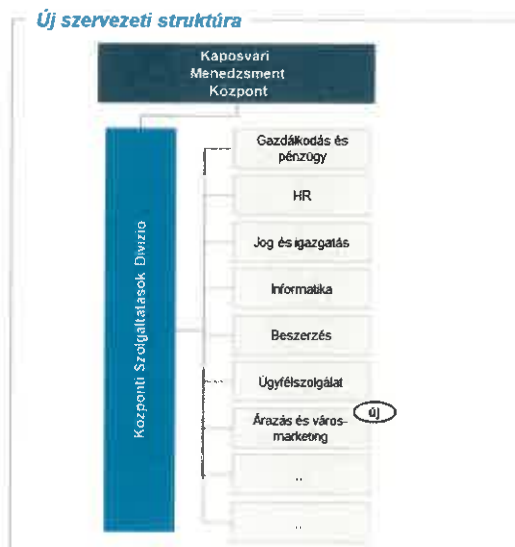 Új szervezeti struktúra
Kaposvári
Menedzsment
Központ
Központi Szolgáltatások Divízió
Gazdálkodás és
pénzügy
HR
Jog és igazgatás
Informatika
Beszerzés
Ügyfélszolgálat
Árazás és város-
marketing
új
..
..